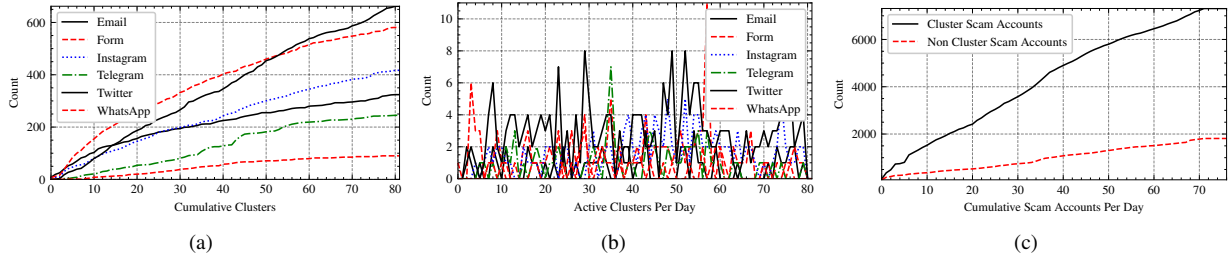 600
400
200
0
Count
Email
Form
Instagram
Telegram
Twitter
WhatsApp
0 10 20 30 40 50 60 70 80
Cumulative Clusters
(a)
10
8
6
4
2
0
Count
Email
Form
Instagram
Telegram
Twitter
WhatsApp
0 10 20 30 40 50 60 70 80
Active Clusters Per Day
(b)
6000
4000
2000
Count
Cluster Scam Accounts
Non Cluster Scam Accounts
0 10 20 30 40 50 60 70
Cumulative Scam Accounts Per Day
(c)